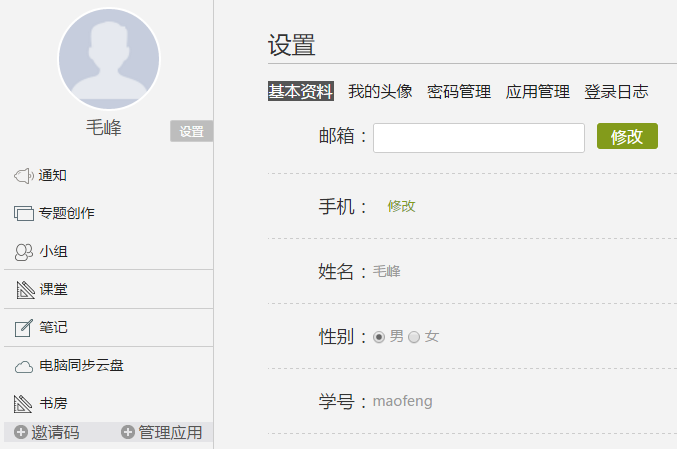 毛峰
设置
通知
专题创作
小组
课堂
笔记
电脑同步云盘
书房
邀请码 管理应用
设置
基本资料 我的头像 密码管理 应用管理 登录日志
邮箱： 修改
手机： 修改
姓名：毛峰
性别： 男 女
学号：maofeng